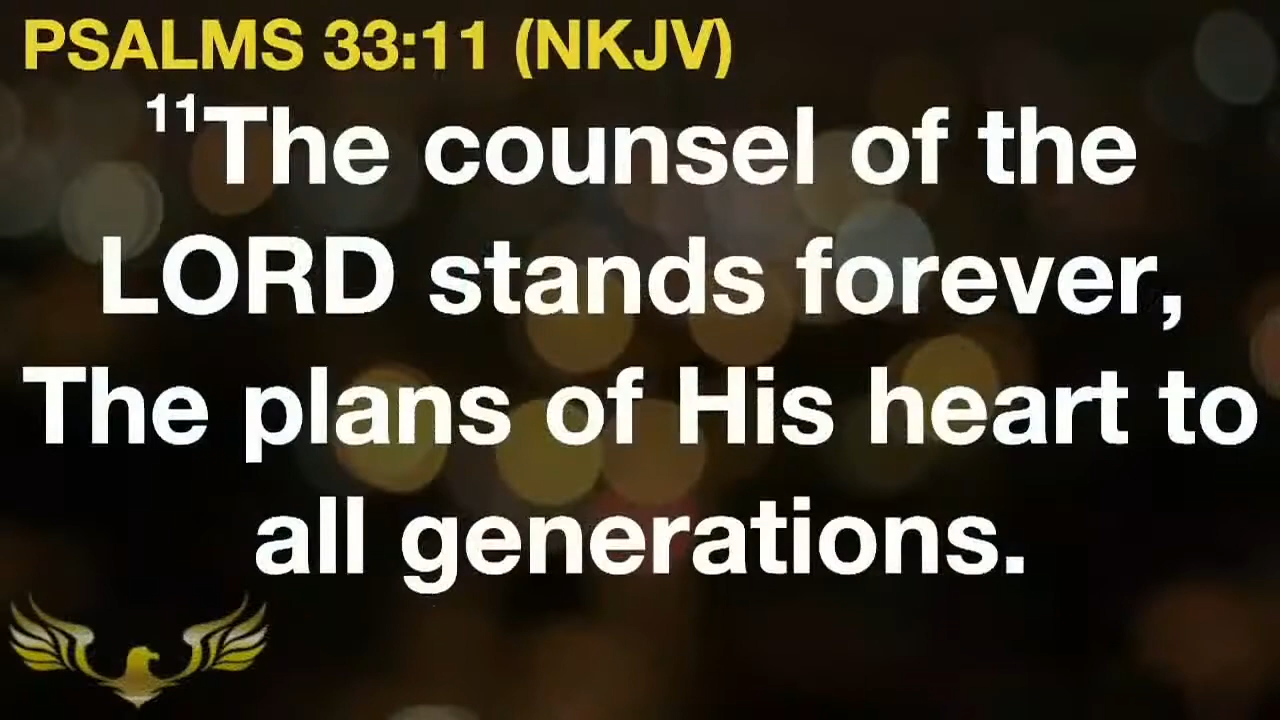 PSALMS 33:11 (NKJV)
11The counsel of the
LORD stands forever,
The plans of His heart to
all generations.